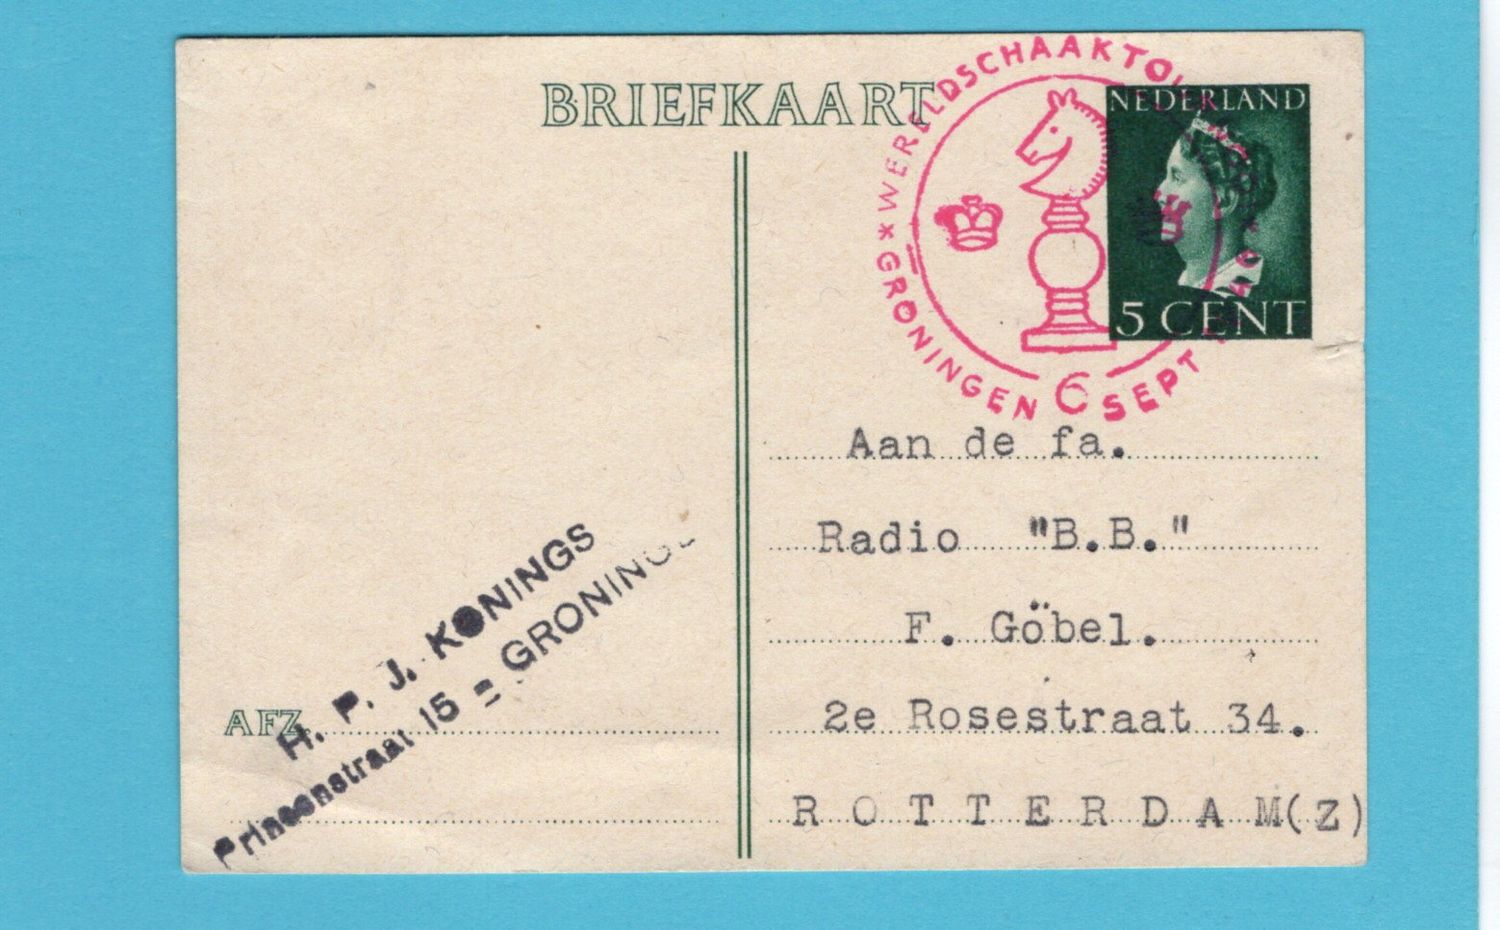 BRIEFKAART
* WERELDSCHAAKTO
GRONINGEN 6 SEPT
NEDERLAND
5 CENT
Aan de fa.
Radio "B.B."
F. Göbel.
2e Rosestraat 34.
ROTTERDAM(Z)
AFZ.
H. P. J. KONINGS
Prinsenstraat 15 = GRONING